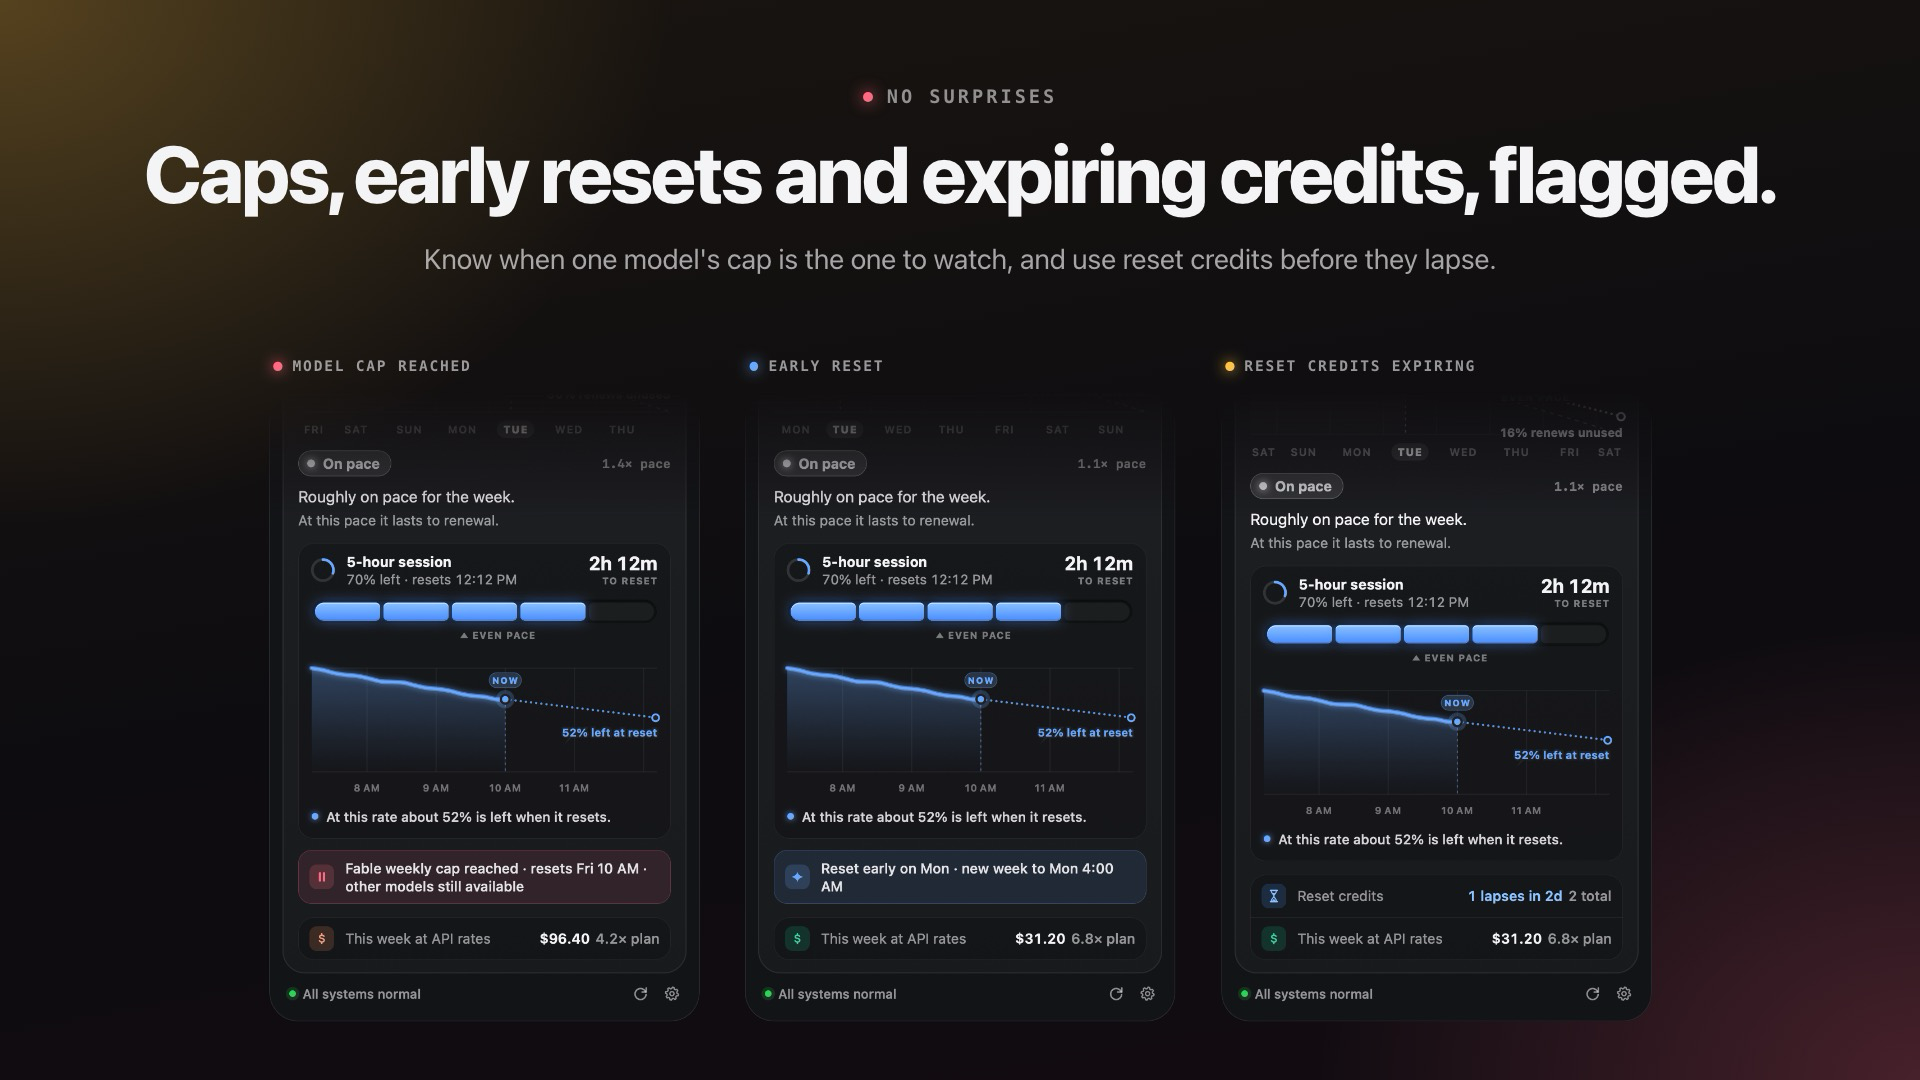 NO SURPRISES
Caps, early resets and expiring credits, flagged.
Know when one model's cap is the one to watch, and use reset credits before they lapse.
MODEL CAP REACHED
FRI SAT SUN MON TUE WED THU
On pace 1.4× pace
Roughly on pace for the week.
At this pace it lasts to renewal.
5-hour session 2h 12m
70% left · resets 12:12 PM TO RESET
EVEN PACE
NOW
52% left at reset
8 AM 9 AM 10 AM 11 AM
At this rate about 52% is left when it resets.
Fable weekly cap reached · resets Fri 10 AM ·
other models still available
$ This week at API rates $96.40 4.2× plan
All systems normal
EARLY RESET
MON TUE WED THU FRI SAT SUN
On pace 1.1× pace
Roughly on pace for the week.
At this pace it lasts to renewal.
5-hour session 2h 12m
70% left · resets 12:12 PM TO RESET
EVEN PACE
NOW
52% left at reset
8 AM 9 AM 10 AM 11 AM
At this rate about 52% is left when it resets.
Reset early on Mon · new week to Mon 4:00
AM
$ This week at API rates $31.20 6.8× plan
All systems normal
RESET CREDITS EXPIRING
16% renews unused
SAT SUN MON TUE WED THU FRI SAT
On pace 1.1× pace
Roughly on pace for the week.
At this pace it lasts to renewal.
5-hour session 2h 12m
70% left · resets 12:12 PM TO RESET
EVEN PACE
NOW
52% left at reset
8 AM 9 AM 10 AM 11 AM
At this rate about 52% is left when it resets.
Reset credits 1 lapses in 2d 2 total
$ This week at API rates $31.20 6.8× plan
All systems normal